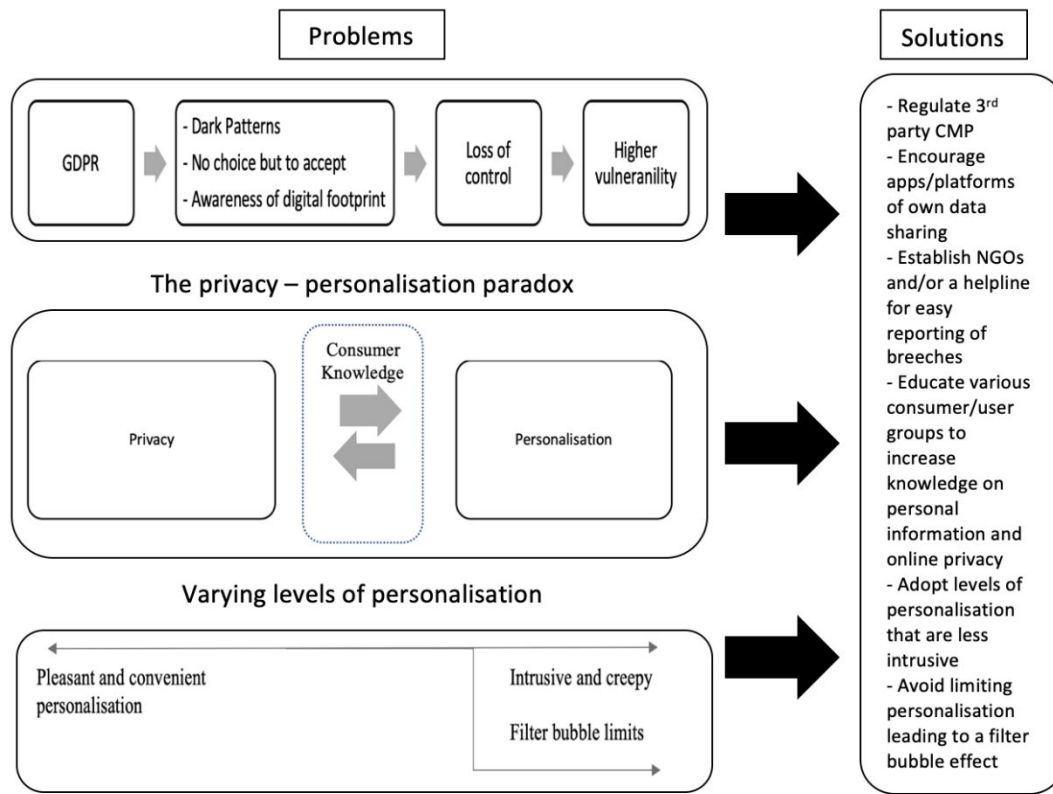 Problems
GDPR
- Dark Patterns
- No choice but to accept
- Awareness of digital footprint
Loss of
control
Higher
vulneranility
The privacy – personalisation paradox
Privacy
Consumer
Knowledge
Personalisation
Varying levels of personalisation
Pleasant and convenient
personalisation
Intrusive and creepy
Filter bubble limits
Solutions
- Regulate 3rd
party CMP
- Encourage
apps/platforms
of own data
sharing
- Establish NGOs
and/or a helpline
for easy
reporting of
breeches
- Educate various
consumer/user
groups to
increase
knowledge on
personal
information and
online privacy
- Adopt levels of
personalisation
that are less
intrusive
- Avoid limiting
personalisation
leading to a filter
bubble effect